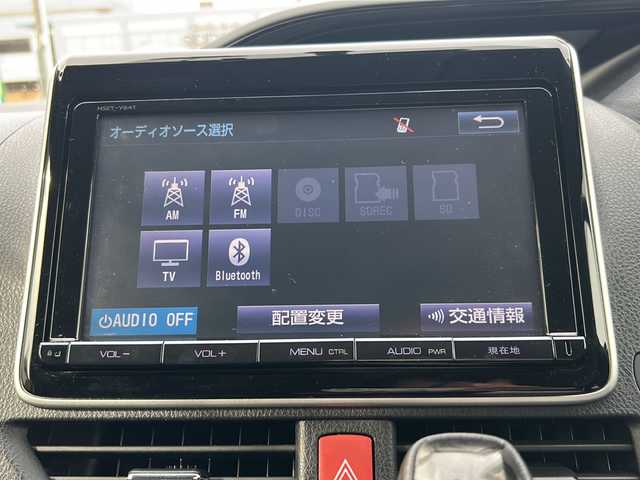 NSZT-Y64T
オーディオソース選択
AM FM DISC SDREC SD
TV Bluetooth
AUDIO OFF 配置変更 交通情報
VOL− VOL+ MENU CTRL AUDIO PWR 現在地